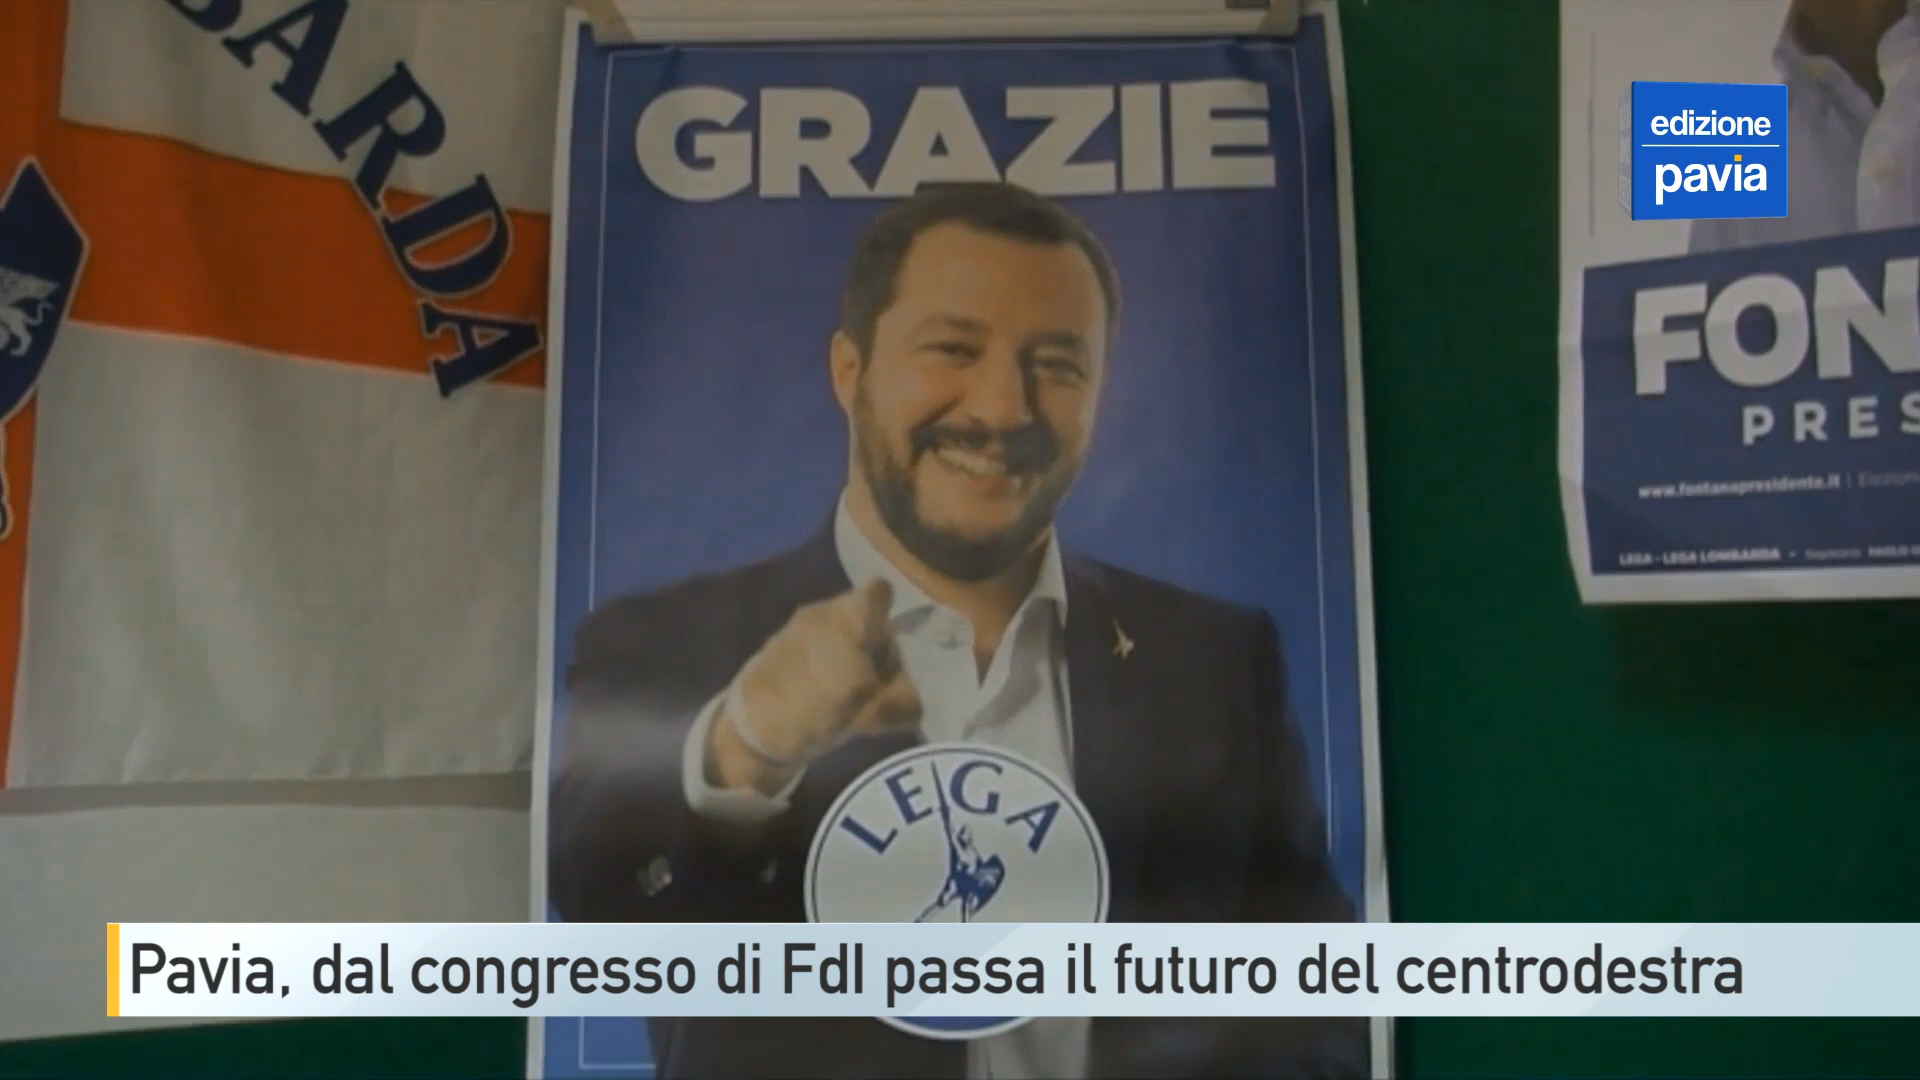 BARDA
GRAZIE
edizione
pavia
FON
PRES
www.fontanapresidente.it
LEGA - LEGA LOMBARDA
LEGA
Pavia, dal congresso di FdI passa il futuro del centrodestra